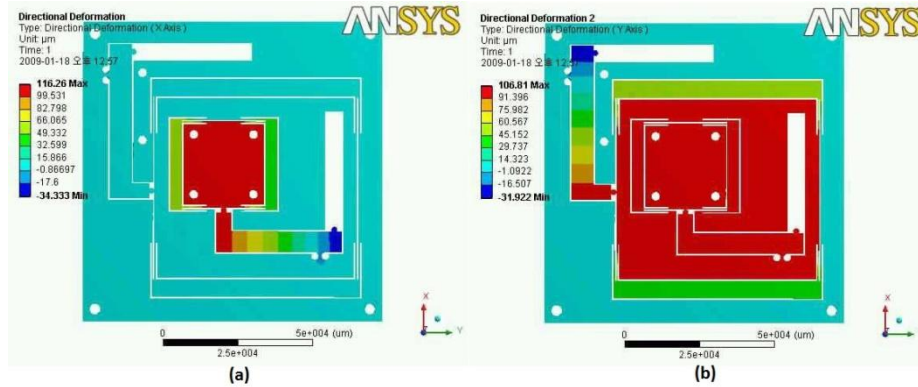 Directional Deformation
Type: Directional Deformation ( X Axis )
Unit: µm
Time: 1
2009-01-18 오후 12:57
116.26 Max
99.531
82.798
66.065
49.332
32.599
15.866
-0.86697
-17.6
-34.333 Min
ANSYS
X
Y
0
5e+004 (um)
2.5e+004
(a)
Directional Deformation 2
Type: Directional Deformation ( Y Axis )
Unit: µm
Time: 1
2009-01-18 오후 12:57
106.81 Max
91.396
75.982
60.567
45.152
29.737
14.323
-1.0922
-16.507
-31.922 Min
ANSYS
X
Y
0
5e+004 (um)
2.5e+004
(b)